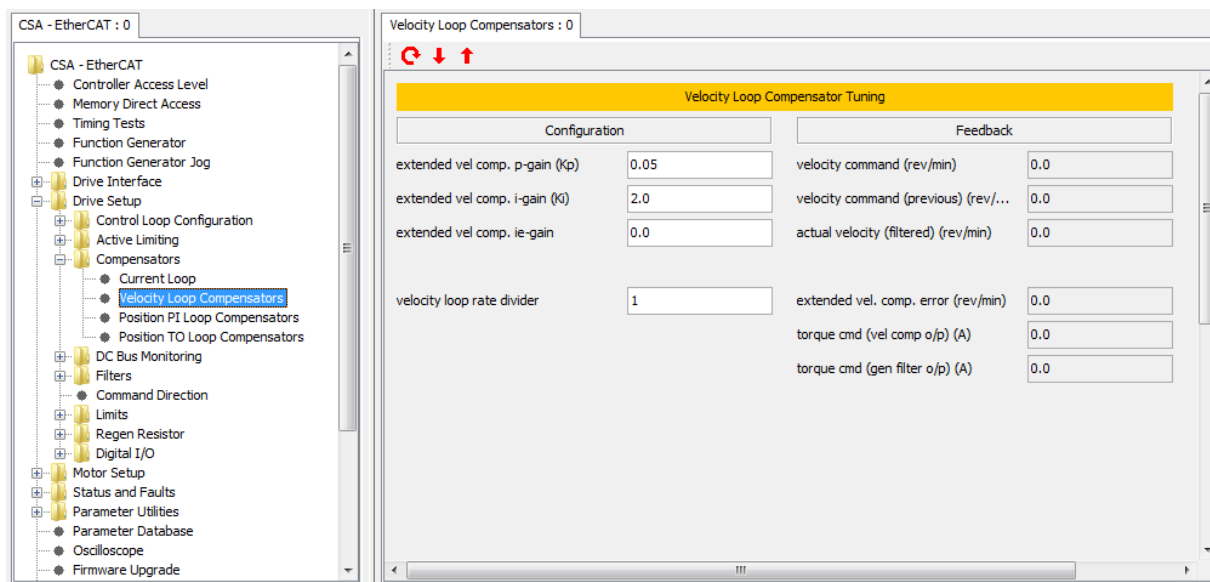 CSA - EtherCAT : 0
CSA - EtherCAT
Controller Access Level
Memory Direct Access
Timing Tests
Function Generator
Function Generator Jog
Drive Interface
Drive Setup
Control Loop Configuration
Active Limiting
Compensators
Current Loop
Velocity Loop Compensators
Position PI Loop Compensators
Position TO Loop Compensators
DC Bus Monitoring
Filters
Command Direction
Limits
Regen Resistor
Digital I/O
Motor Setup
Status and Faults
Parameter Utilities
Parameter Database
Oscilloscope
Firmware Upgrade
Velocity Loop Compensators : 0
Velocity Loop Compensator Tuning
Configuration
extended vel comp. p-gain (Kp) 0.05
extended vel comp. i-gain (Ki) 2.0
extended vel comp. ie-gain 0.0
velocity loop rate divider 1
Feedback
velocity command (rev/min) 0.0
velocity command (previous) (rev/... 0.0
actual velocity (filtered) (rev/min) 0.0
extended vel. comp. error (rev/min) 0.0
torque cmd (vel comp o/p) (A) 0.0
torque cmd (gen filter o/p) (A) 0.0